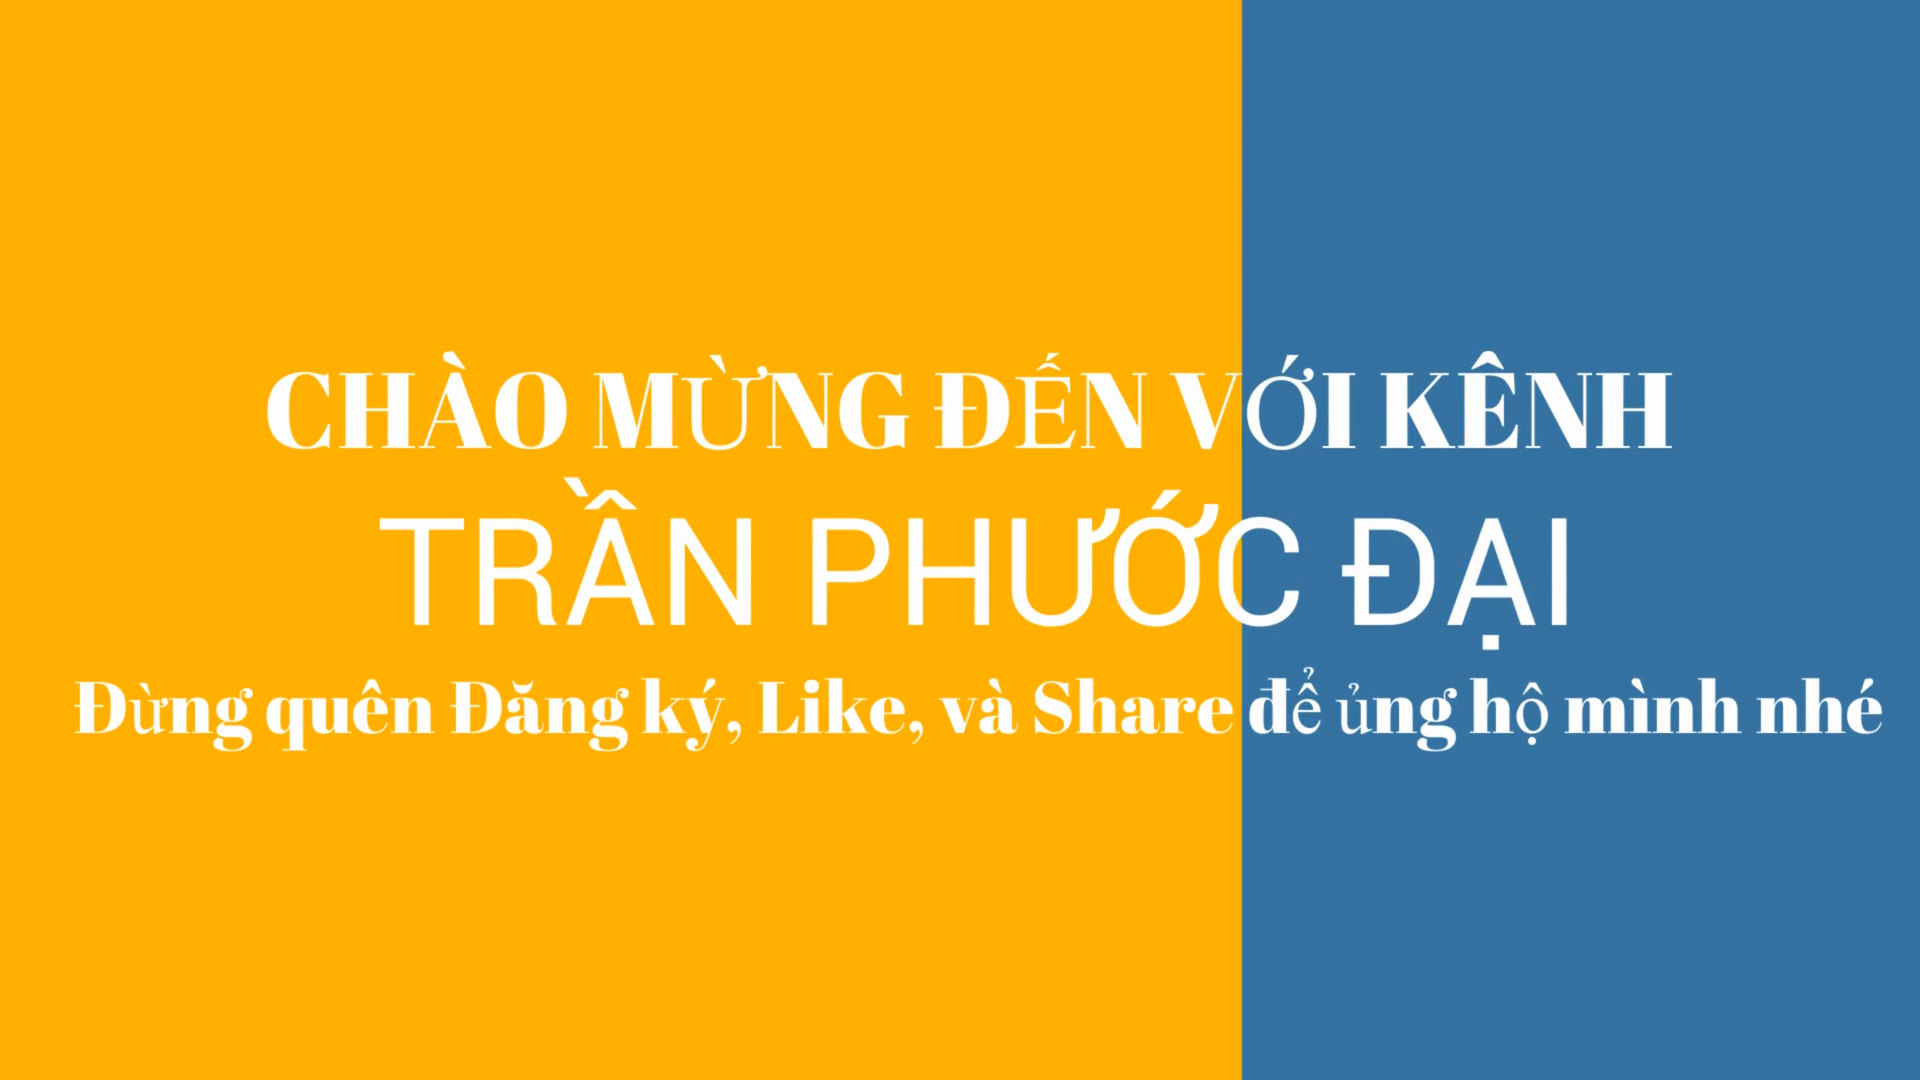 CHÀO MỪNG ĐẾN VỚI KÊNH
TRẦN PHƯỚC ĐẠI
Đừng quên Đăng ký, Like, và Share để ủng hộ mình nhé